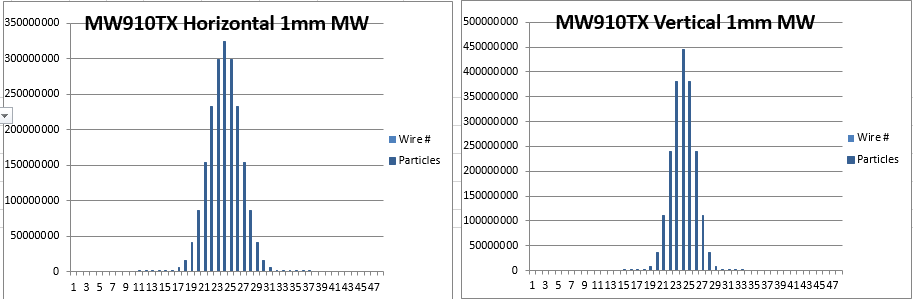 MW910TX Horizontal 1mm MW
350000000
300000000
250000000
200000000
150000000
100000000
50000000
0
1 3 5 7 9 11 13 15 17 19 21 23 25 27 29 31 33 35 37 39 41 43 45 47
Wire #
Particles
MW910TX Vertical 1mm MW
500000000
450000000
400000000
350000000
300000000
250000000
200000000
150000000
100000000
50000000
0
1 3 5 7 9 11 13 15 17 19 21 23 25 27 29 31 33 35 37 39 41 43 45 47
Wire #
Particles